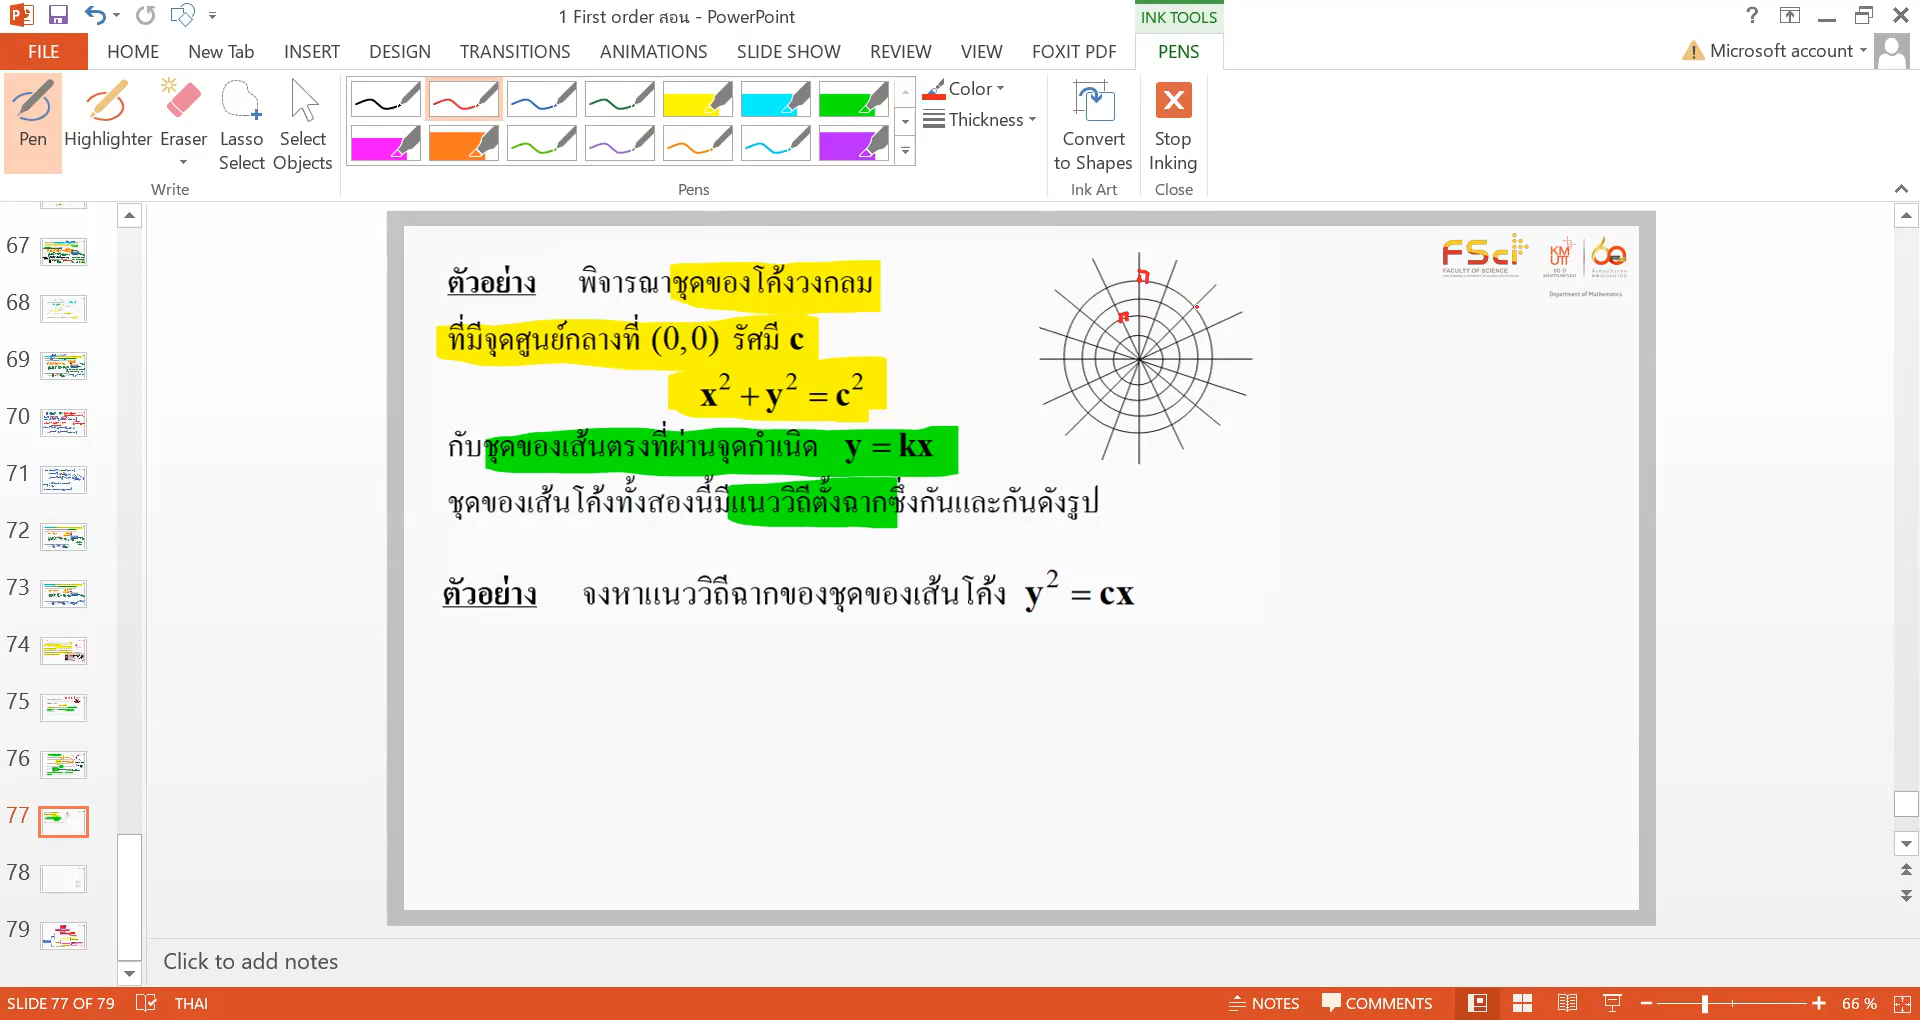 1 First order สอน - PowerPoint
INK TOOLS
FILE HOME New Tab INSERT DESIGN TRANSITIONS ANIMATIONS SLIDE SHOW REVIEW VIEW FOXIT PDF PENS Microsoft account
Pen Highlighter Eraser Lasso Select Select Objects
Color
Thickness
Convert to Shapes
Stop Inking
Write Pens Ink Art Close
67
68
69
70
71
72
73
74
75
76
77
78
79
FSci
FACULTY OF SCIENCE
KMUTT
Department of Mathematics
ตัวอย่าง พิจารณาชุดของโค้งวงกลม
ที่มีจุดศูนย์กลางที่ (0,0) รัศมี c
x² + y² = c²
กับชุดของเส้นตรงที่ผ่านจุดกำเนิด y = kx
ชุดของเส้นโค้งทั้งสองนี้มีแนววิถีตั้งฉากซึ่งกันและกันดังรูป
ตัวอย่าง จงหาแนววิถีฉากของชุดของเส้นโค้ง y² = cx
Click to add notes
SLIDE 77 OF 79 THAI NOTES COMMENTS 66 %